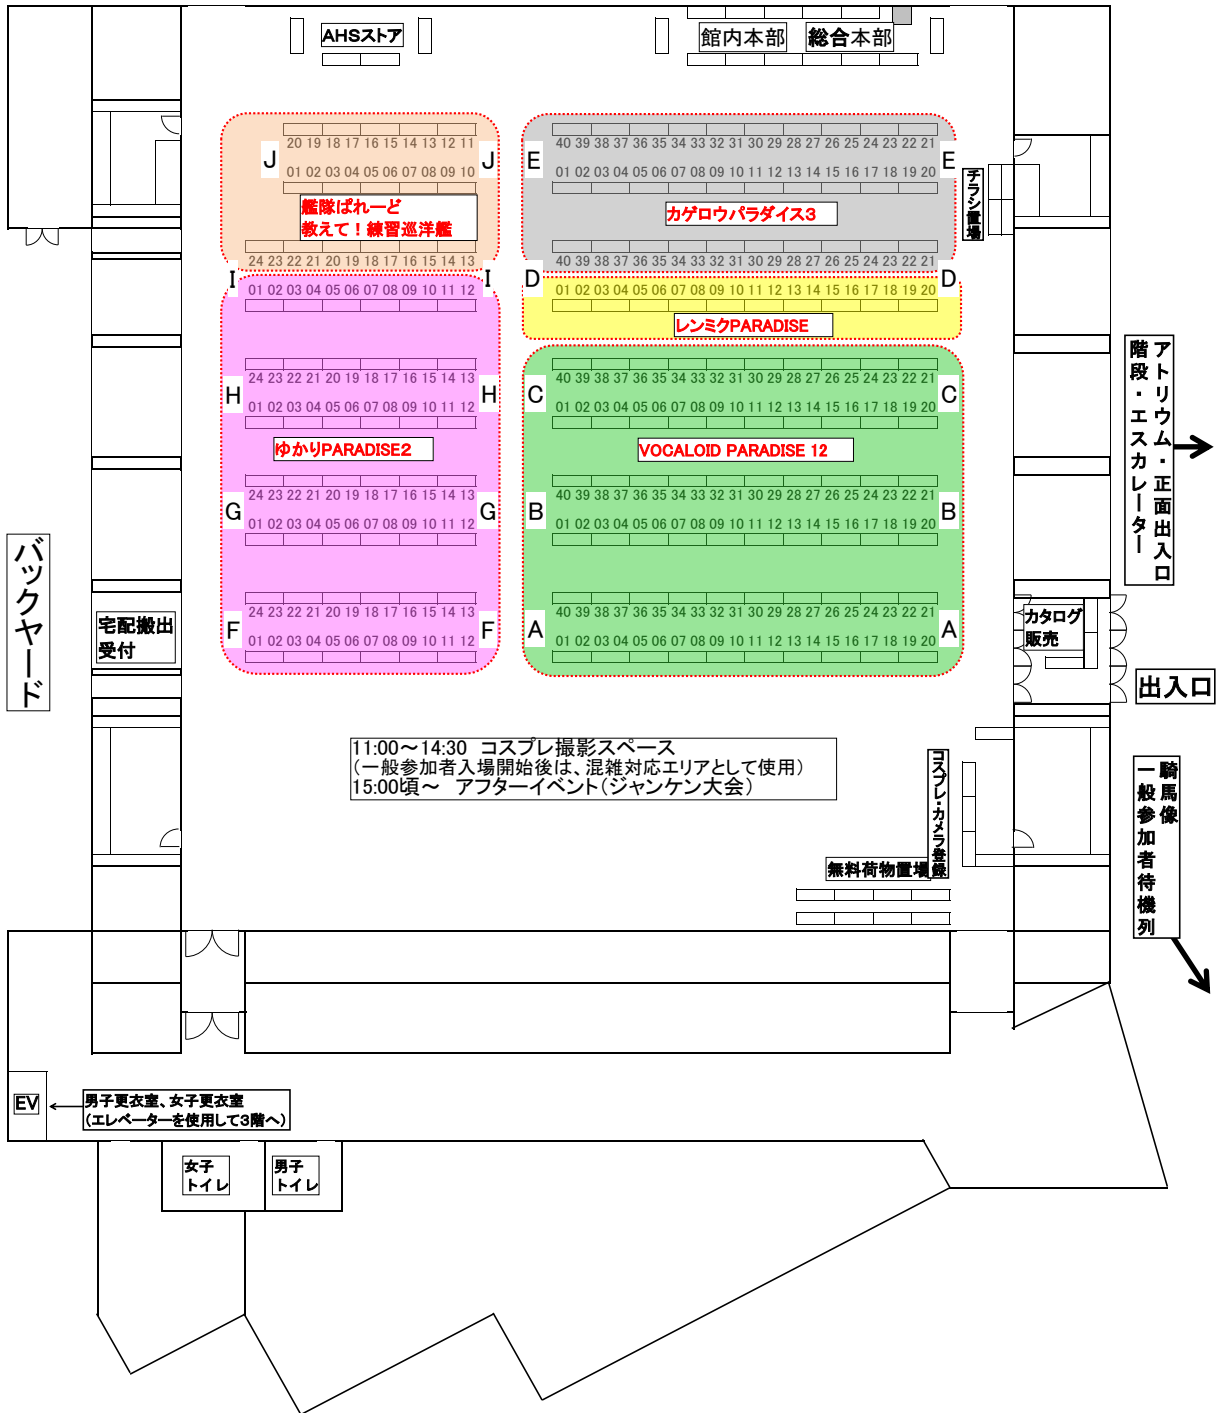 AHSストア
館内本部
総合本部
J
20 19 18 17 16 15 14 13 12 11
01 02 03 04 05 06 07 08 09 10
J
艦隊ぱれーど
教えて！練習巡洋艦
E
40 39 38 37 36 35 34 33 32 31 30 29 28 27 26 25 24 23 22 21
01 02 03 04 05 06 07 08 09 10 11 12 13 14 15 16 17 18 19 20
E
カゲロウパラダイス3
チラシ置場
I
24 23 22 21 20 19 18 17 16 15 14 13
01 02 03 04 05 06 07 08 09 10 11 12
I
D
40 39 38 37 36 35 34 33 32 31 30 29 28 27 26 25 24 23 22 21
01 02 03 04 05 06 07 08 09 10 11 12 13 14 15 16 17 18 19 20
D
レンミクPARADISE
H
24 23 22 21 20 19 18 17 16 15 14 13
01 02 03 04 05 06 07 08 09 10 11 12
H
C
40 39 38 37 36 35 34 33 32 31 30 29 28 27 26 25 24 23 22 21
01 02 03 04 05 06 07 08 09 10 11 12 13 14 15 16 17 18 19 20
C
ゆかりPARADISE2
VOCALOID PARADISE 12
G
24 23 22 21 20 19 18 17 16 15 14 13
01 02 03 04 05 06 07 08 09 10 11 12
G
B
40 39 38 37 36 35 34 33 32 31 30 29 28 27 26 25 24 23 22 21
01 02 03 04 05 06 07 08 09 10 11 12 13 14 15 16 17 18 19 20
B
F
24 23 22 21 20 19 18 17 16 15 14 13
01 02 03 04 05 06 07 08 09 10 11 12
F
A
40 39 38 37 36 35 34 33 32 31 30 29 28 27 26 25 24 23 22 21
01 02 03 04 05 06 07 08 09 10 11 12 13 14 15 16 17 18 19 20
A
アトリウム・正面出入口
階段・エスカレーター
バックヤード
宅配搬出
受付
カタログ
販売
出入口
11:00～14:30 コスプレ撮影スペース
（一般参加者入場開始後は、混雑対応エリアとして使用）
15:00頃～ アフターイベント（ジャンケン大会）
コスプレ・カメラ登録
無料荷物置場
騎馬像
一般参加者待機列
EV
男子更衣室、女子更衣室
（エレベーターを使用して3階へ）
女子
トイレ
男子
トイレ